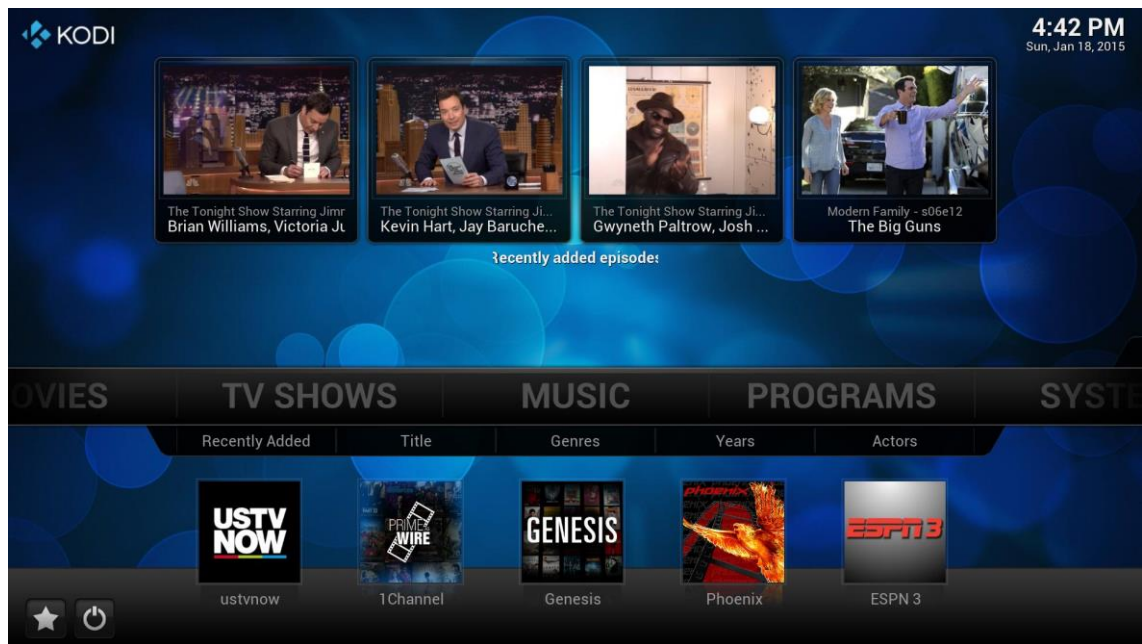 KODI
4:42 PM
Sun, Jan 18, 2015
The Tonight Show Starring Jimr
Brian Williams, Victoria Ju
The Tonight Show Starring Ji...
Kevin Hart, Jay Baruche...
The Tonight Show Starring Ji...
Gwyneth Paltrow, Josh ...
Modern Family - s06e12
The Big Guns
Recently added episodes
OVIES TV SHOWS MUSIC PROGRAMS SYSTE
Recently Added Title Genres Years Actors
USTV
NOW
PRIME
WIRE
GENESIS
PHOENIX
ESPN 3
ustvnow 1Channel Genesis Phoenix ESPN 3